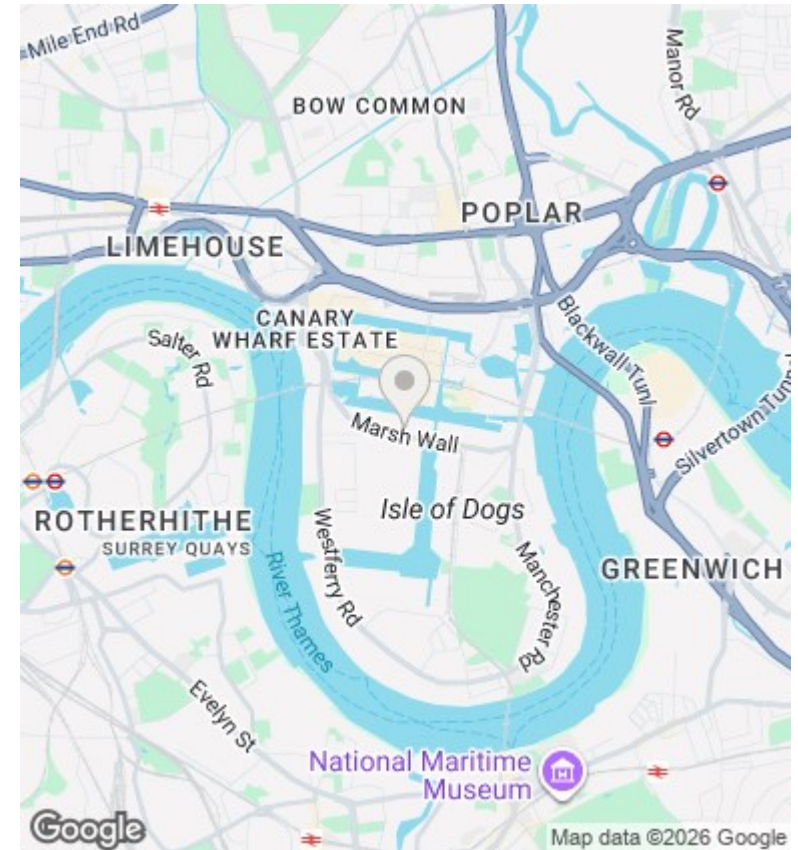 Mile End Rd
Manor Rd
BOW COMMON
POPLAR
LIMEHOUSE
CANARY
WHARF ESTATE
Salter Rd
Blackwall Tunl
Marsh Wall
Silvertown Tun
Isle of Dogs
ROTHERHITHE
SURREY QUAYS
Westferry Rd
Manchester Rd
GREENWICH
River Thames
Evelyn St
National Maritime
Museum
Google
Map data ©2026 Google